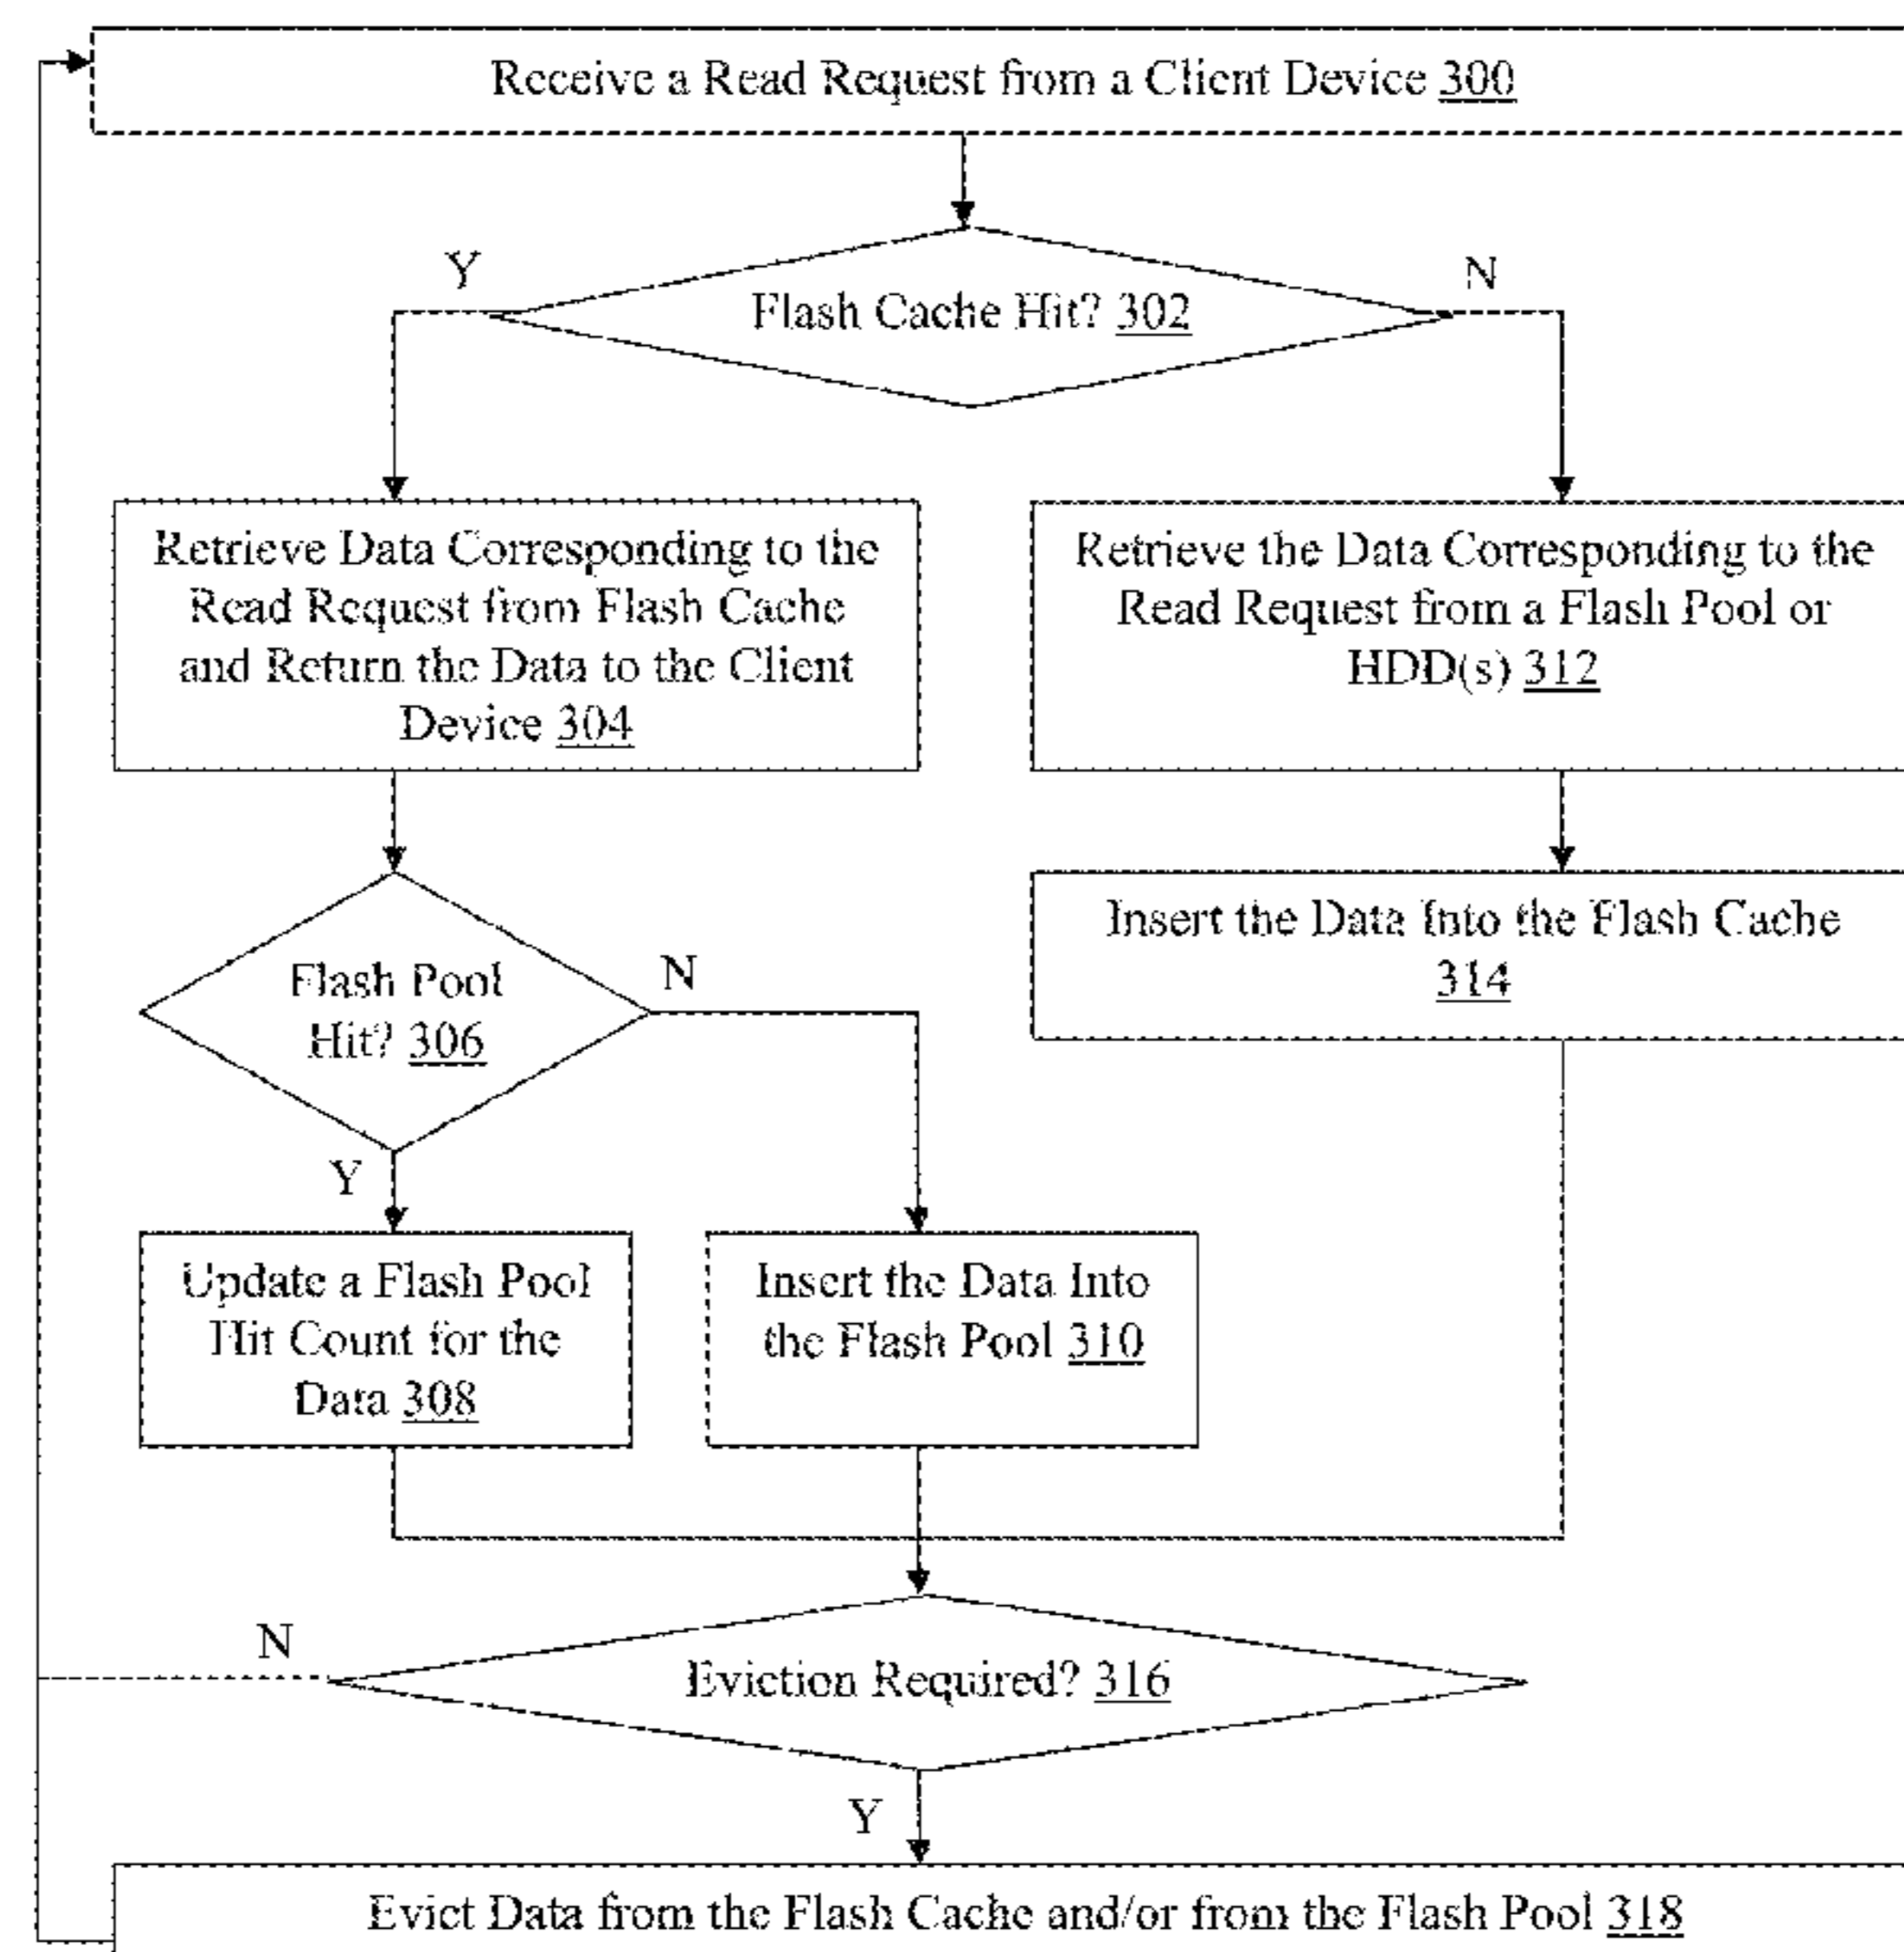 Receive a Read Request from a Client Device 300
Y
N
Flash Cache Hit? 302
Retrieve Data Corresponding to the
Read Request from Flash Cache
and Return the Data to the Client
Device 304
Retrieve the Data Corresponding to the
Read Request from a Flash Pool or
HDD(s) 312
Insert the Data Into the Flash Cache
314
Flash Pool
Hit? 306
N
Y
Update a Flash Pool
Hit Count for the
Data 308
Insert the Data Into
the Flash Pool 310
N
Eviction Required? 316
Y
Evict Data from the Flash Cache and/or from the Flash Pool 318